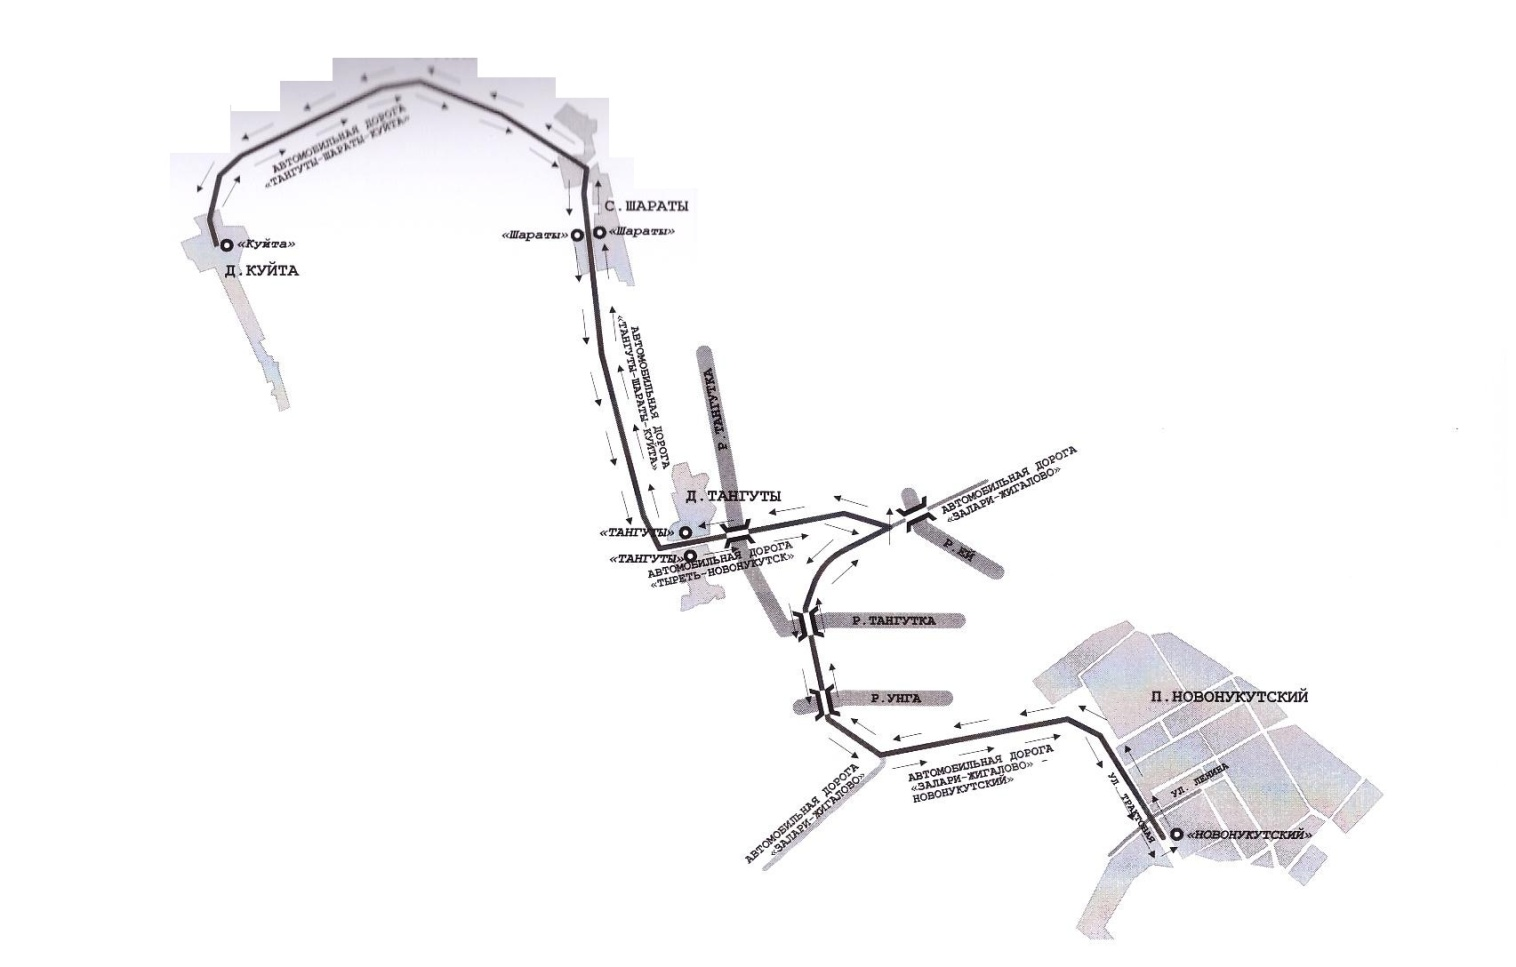 АВТОМОБИЛЬНАЯ ДОРОГА
«ТАНГУТЫ-ШАРАТЫ-КУЙТА»
С.ШАРАТЫ
«Шараты»
«Шараты»
«Куйта»
Д.КУЙТА
АВТОМОБИЛЬНАЯ ДОРОГА
«ТАНГУТЫ-ШАРАТЫ-КУЙТА»
Р.ТАНГУТКА
АВТОМОБИЛЬНАЯ ДОРОГА
«ЗАЛАРИ-ЖИГАЛОВО»
Д.ТАНГУТЫ
«ТАНГУТЫ»
«ТАНГУТЫ»
АВТОМОБИЛЬНАЯ ДОРОГА
«ТЫРЕТЬ-НОВОНУКУТСК»
Р.ЕЙ
Р.ТАНГУТКА
Р.УНГА
П.НОВОНУКУТСКИЙ
АВТОМОБИЛЬНАЯ ДОРОГА
«ЗАЛАРИ-ЖИГАЛОВО» -
НОВОНУКУТСКИЙ»
АВТОМОБИЛЬНАЯ ДОРОГА
«ЗАЛАРИ-ЖИГАЛОВО»
УЛ. ЛЕНИНА
УЛ. ТРАКТОВАЯ
«НОВОНУКУТСКИЙ»